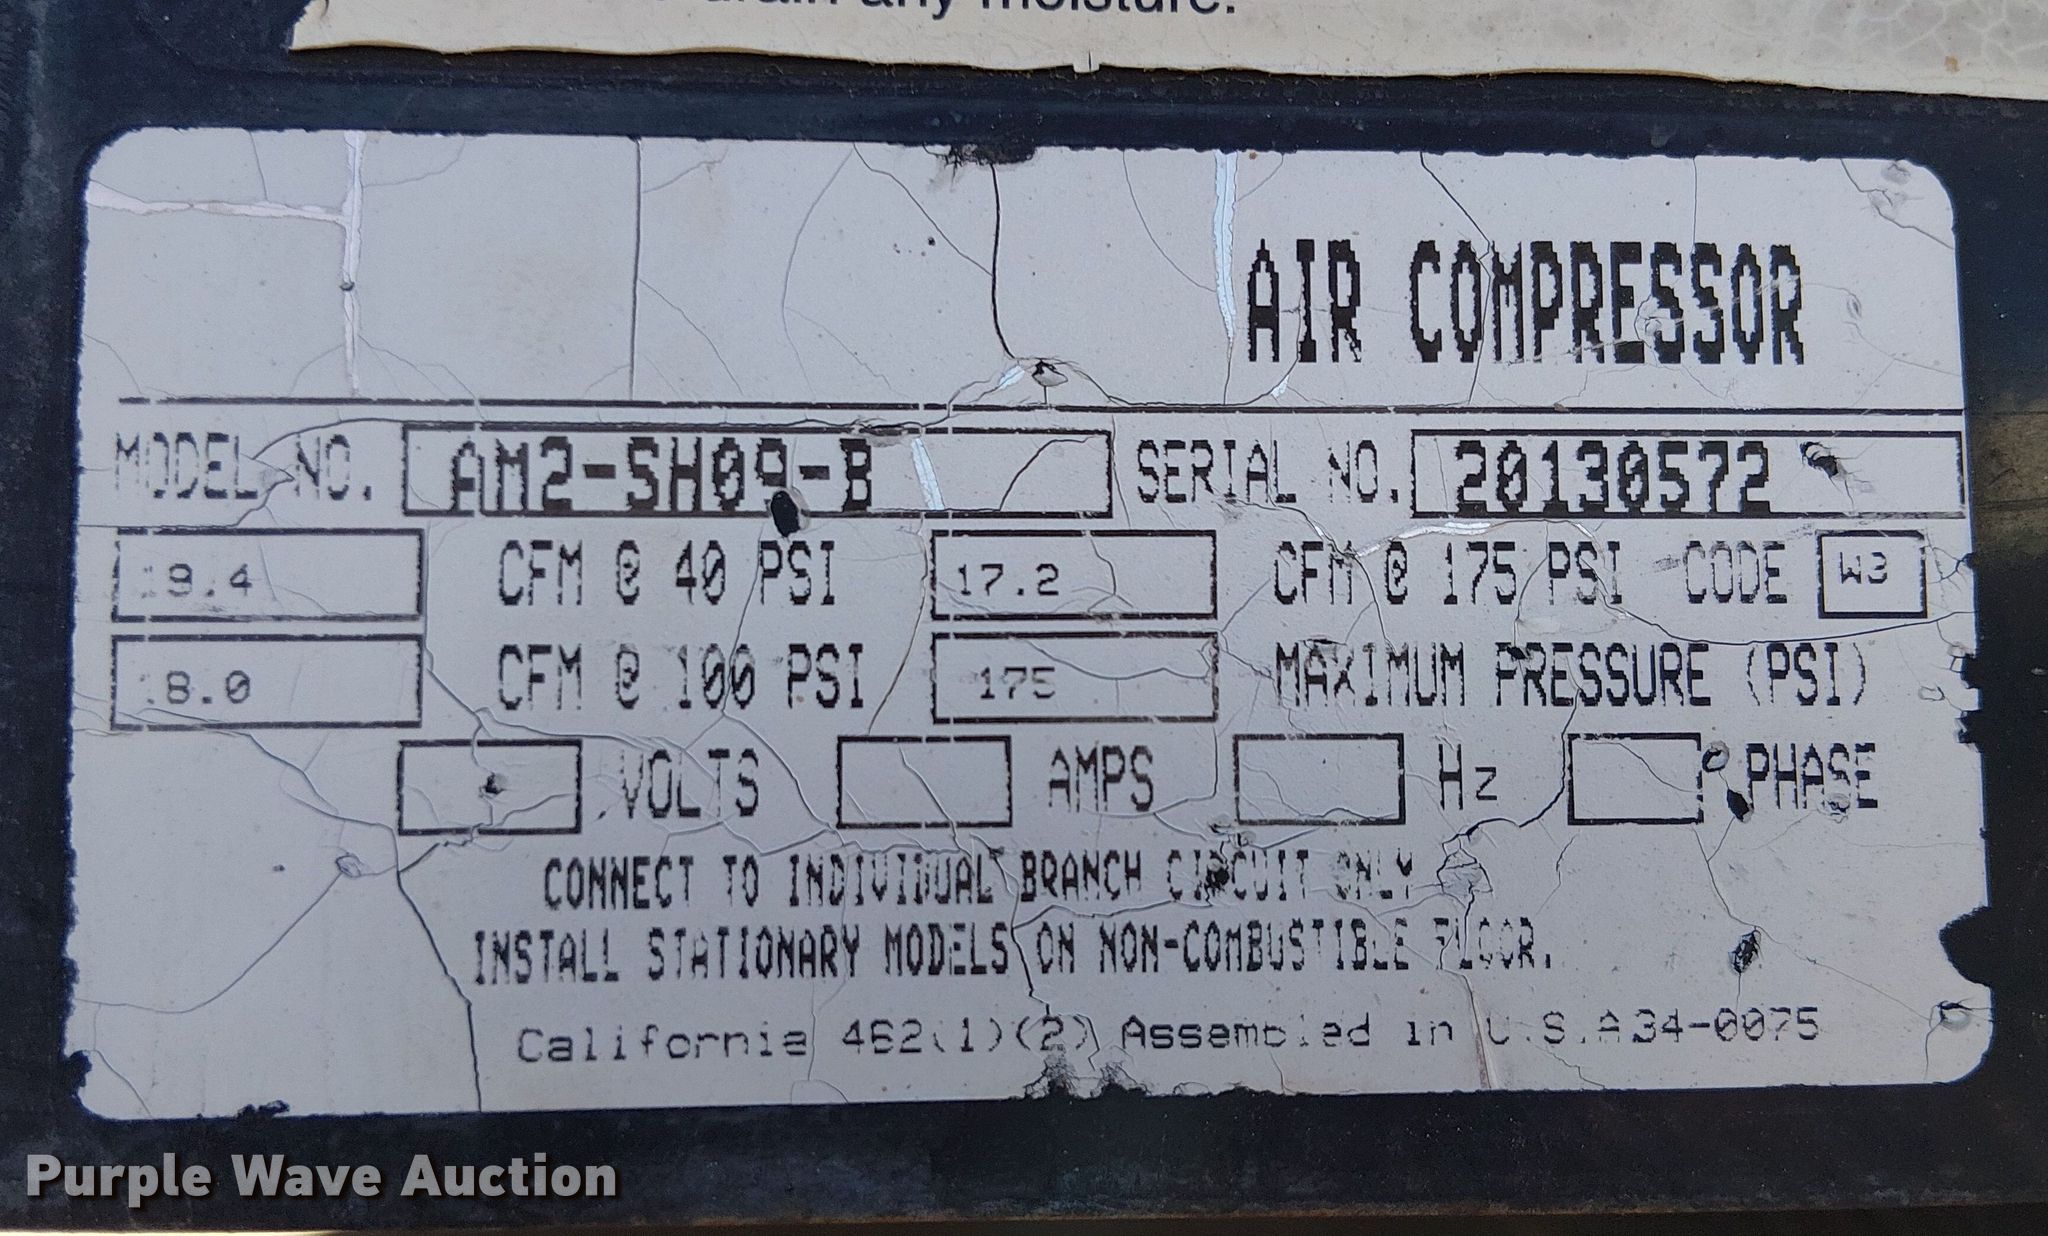 drain any moisture.
AIR COMPRESSOR
MODEL NO. AM2-SH09-B SERIAL NO. 20130572
19.4 CFM @ 40 PSI 17.2 CFM @ 175 PSI CODE W3
18.0 CFM @ 100 PSI 175 MAXIMUM PRESSURE (PSI)
VOLTS AMPS Hz PHASE
CONNECT TO INDIVIDUAL BRANCH CIRCUIT ONLY
INSTALL STATIONARY MODELS ON NON-COMBUSTIBLE FLOOR.
California 462(1)(2) Assembled in U.S.A34-0075
Purple Wave Auction